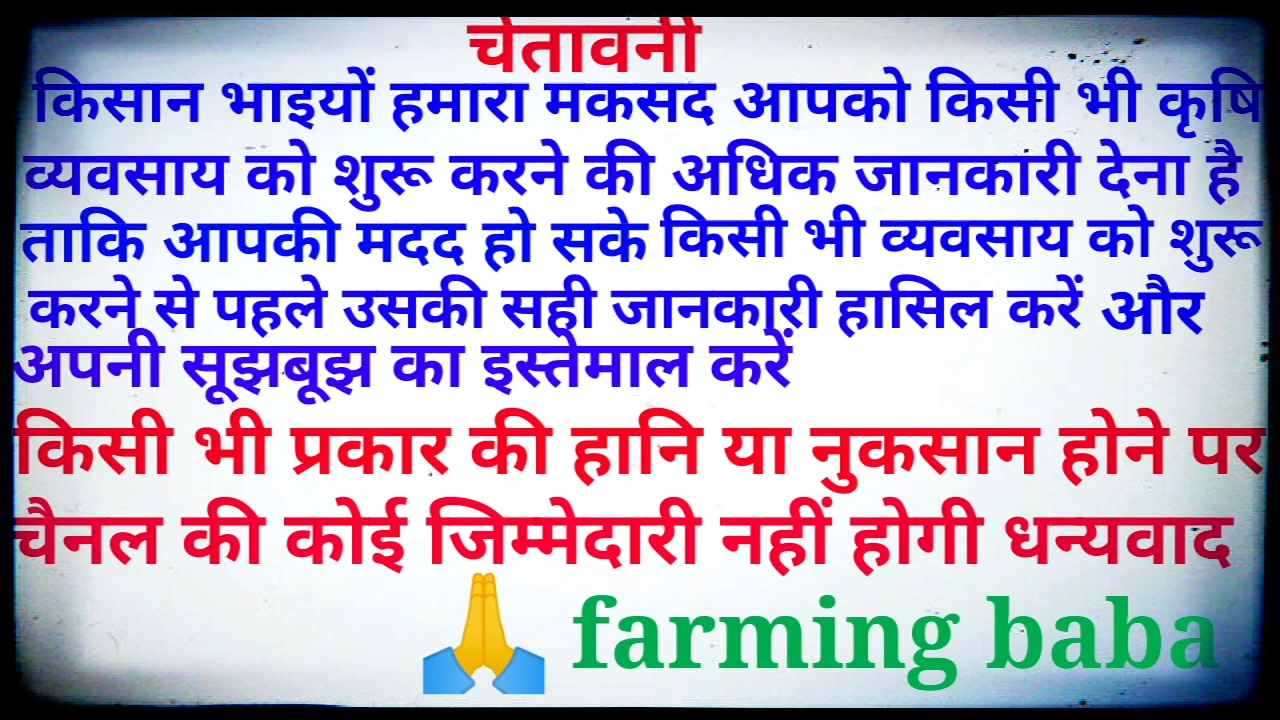 चेतावनी
किसान भाइयों हमारा मकसद आपको किसी भी कृषि
व्यवसाय को शुरू करने की अधिक जानकारी देना है
ताकि आपकी मदद हो सके किसी भी व्यवसाय को शुरू
करने से पहले उसकी सही जानकारी हासिल करें और
अपनी सूझबूझ का इस्तेमाल करें
किसी भी प्रकार की हानि या नुकसान होने पर
चैनल की कोई जिम्मेदारी नहीं होगी धन्यवाद
farming baba